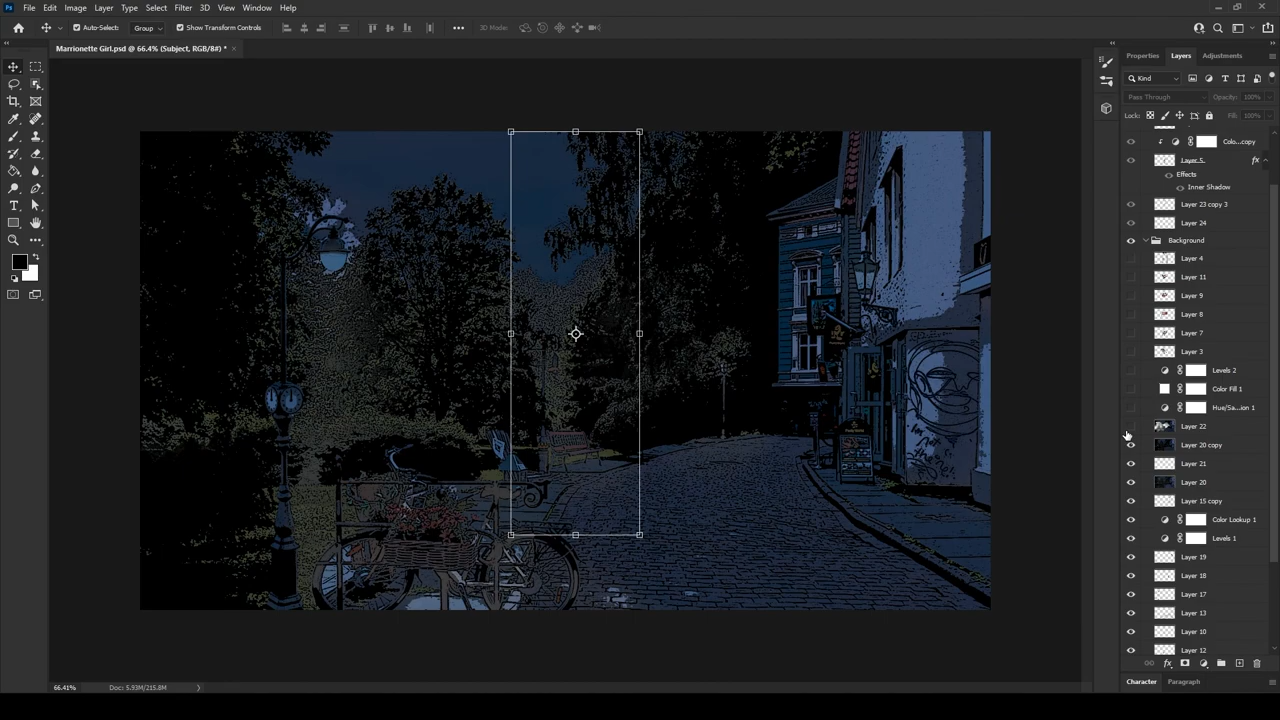 File Edit Image Layer Type Select Filter 3D View Window Help
Auto-Select: Group Show Transform Controls 3D Mode:
Marrionette Girl.psd @ 66.4% (Subject, RGB/8#) *
Properties Layers Adjustments
Kind
Pass Through Opacity: 100%
Lock: Fill: 100%
Colo...copy
Layer 5
fx
Effects
Inner Shadow
Layer 23 copy 3
Layer 24
Background
Layer 4
Layer 11
Layer 9
Layer 8
Layer 7
Layer 3
Levels 2
Color Fill 1
Hue/Sa...ion 1
Layer 22
Layer 20 copy
Layer 21
Layer 20
Layer 15 copy
Color Lookup 1
Levels 1
Layer 19
Layer 18
Layer 17
Layer 13
Layer 10
Layer 12
Character Paragraph
66.41% Doc: 5.93M/215.8M